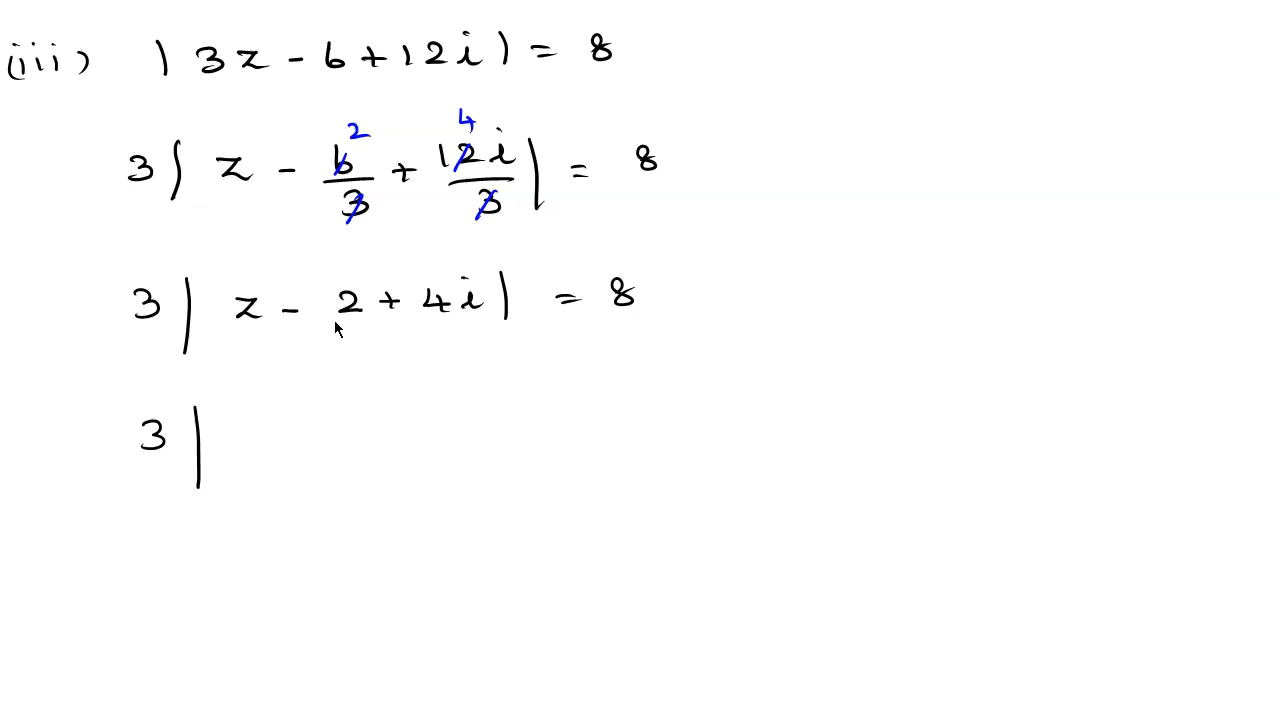 (iii) | 3z - 6 + 12i | = 8
3 | z - 6/3 2 + 12i/3 4 | = 8
3 | z - 2 + 4i | = 8
3 |